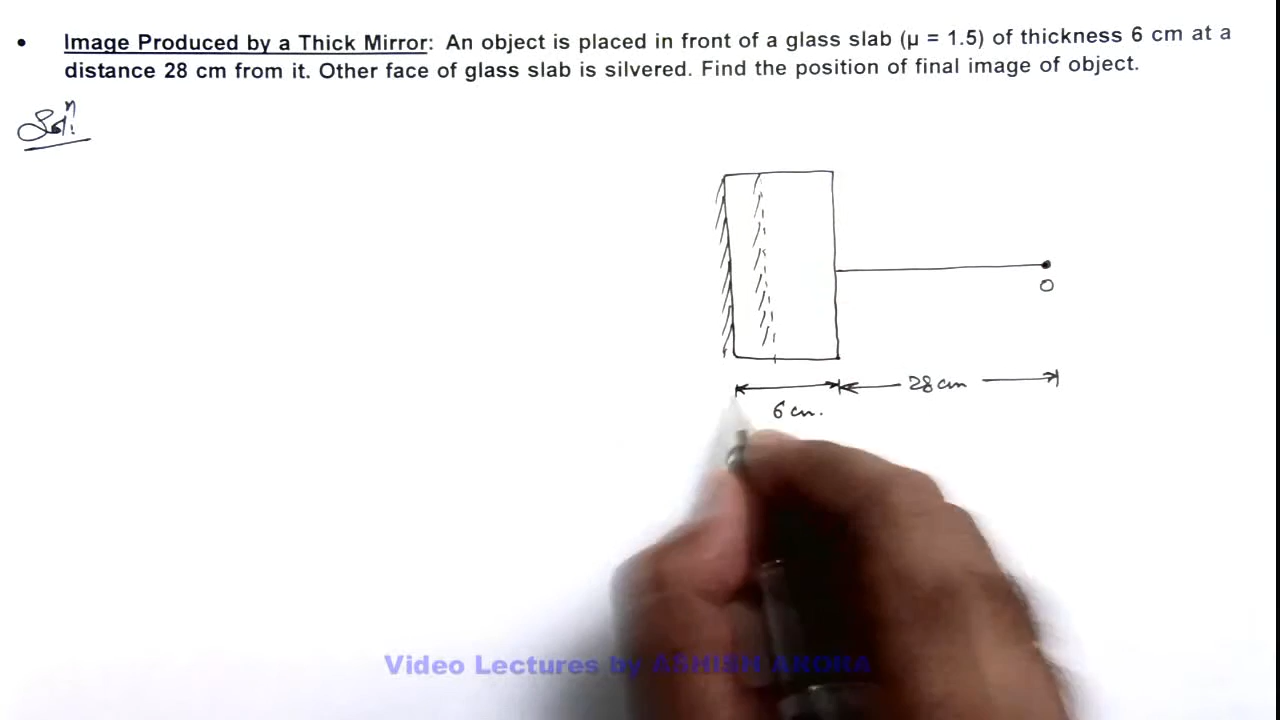 • Image Produced by a Thick Mirror: An object is placed in front of a glass slab (μ = 1.5) of thickness 6 cm at a
distance 28 cm from it. Other face of glass slab is silvered. Find the position of final image of object.
Solⁿ:
O
28 cm
6 cm.
Video Lectures by ASHISH ARORA